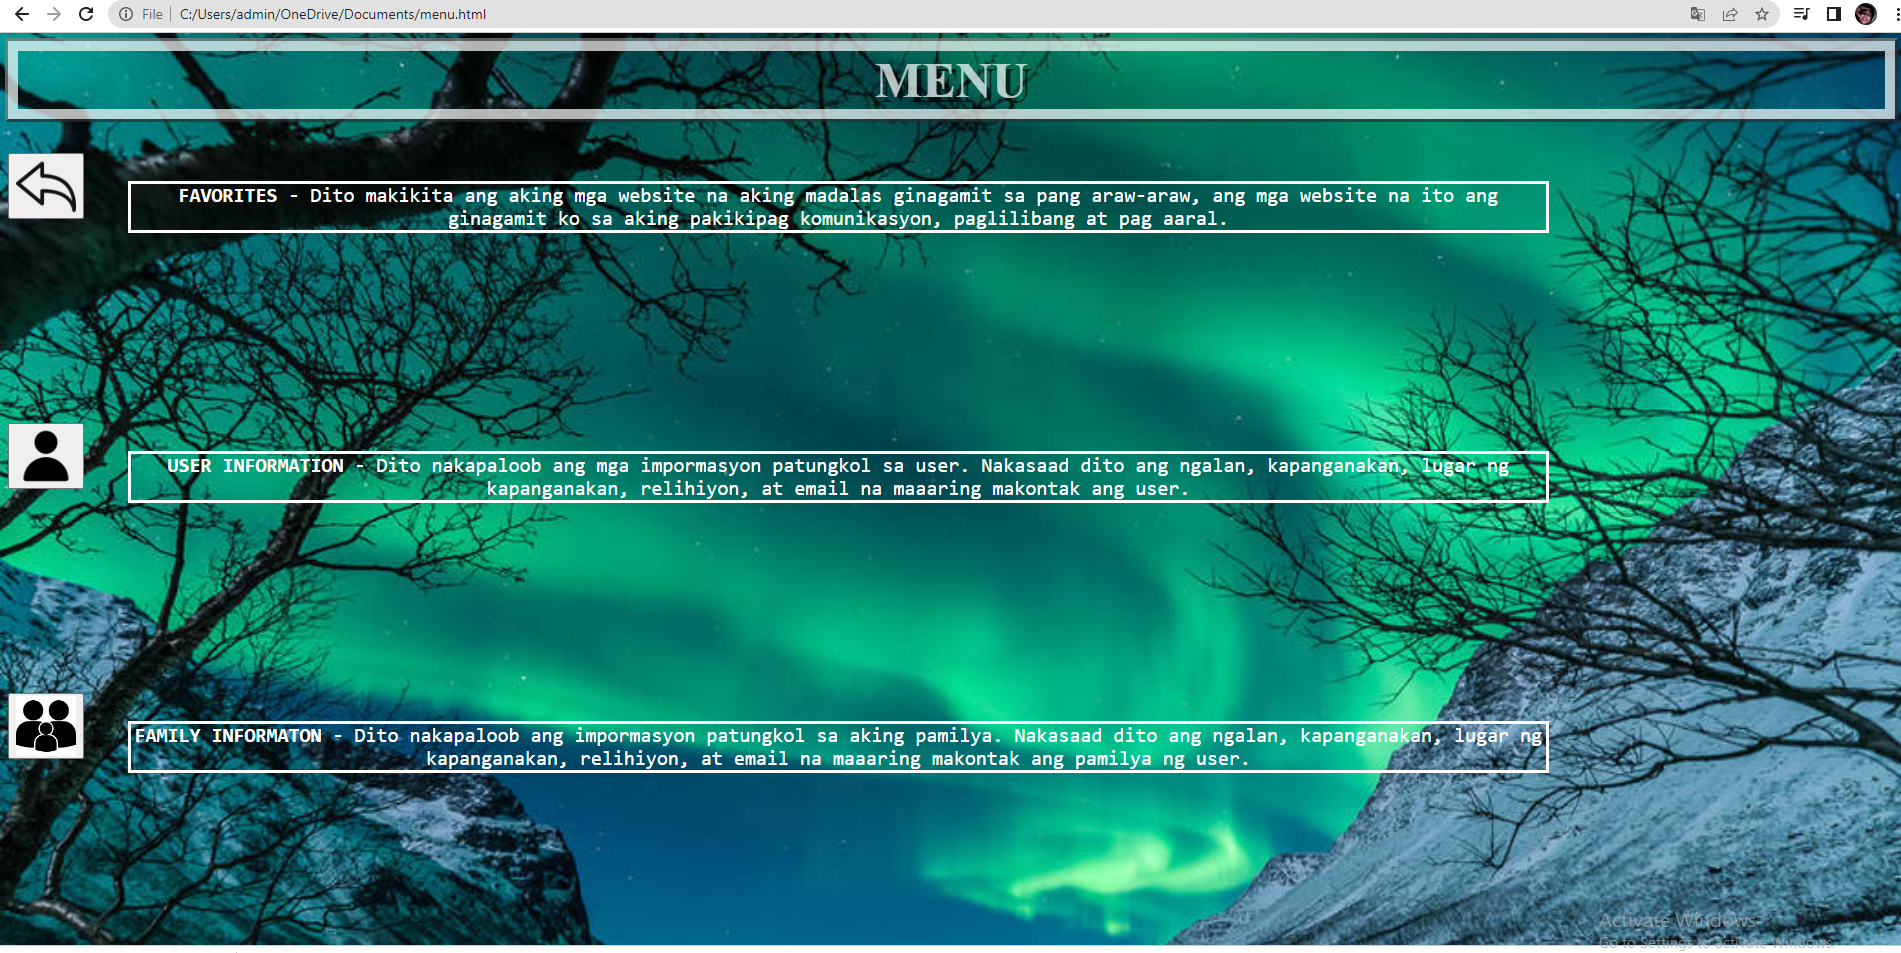 File | C:/Users/admin/OneDrive/Documents/menu.html
MENU
FAVORITES - Dito makikita ang aking mga website na aking madalas ginagamit sa pang araw-araw, ang mga website na ito ang
ginagamit ko sa aking pakikipag komunikasyon, paglilibang at pag aaral.
USER INFORMATION - Dito nakapaloob ang mga impormasyon patungkol sa user. Nakasaad dito ang ngalan, kapanganakan, lugar ng
kapanganakan, relihiyon, at email na maaaring makontak ang user.
FAMILY INFORMATON - Dito nakapaloob ang impormasyon patungkol sa aking pamilya. Nakasaad dito ang ngalan, kapanganakan, lugar ng
kapanganakan, relihiyon, at email na maaaring makontak ang pamilya ng user.
Activate Windows
Go to Settings to activate Windows.